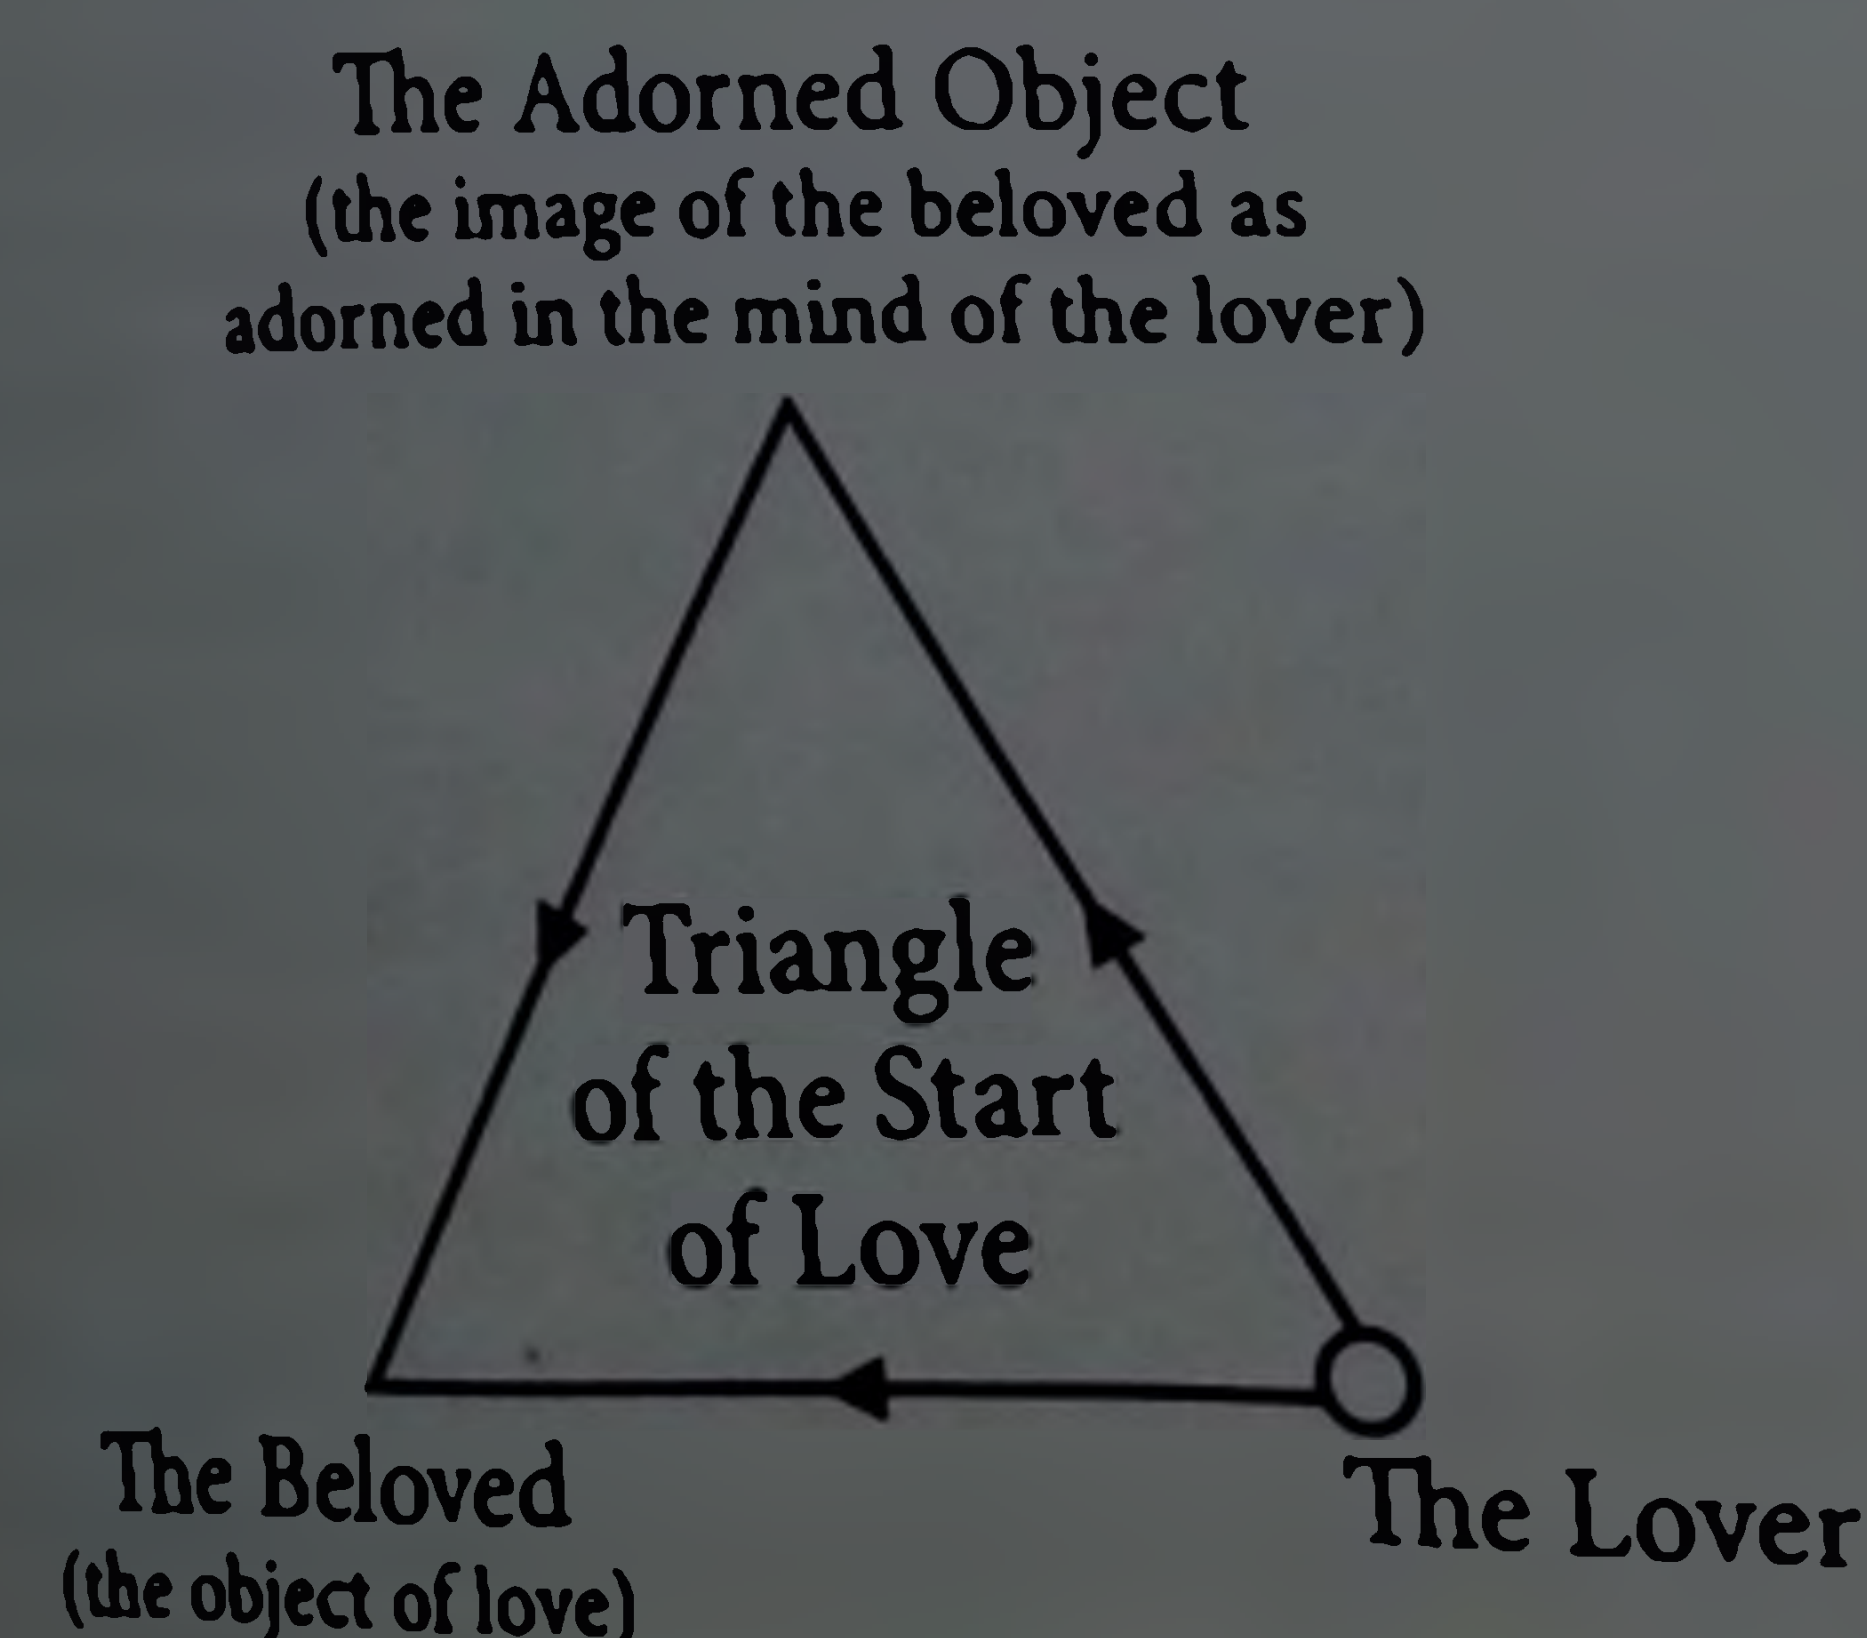 The Adorned Object
(the image of the beloved as
adorned in the mind of the lover)
Triangle
of the Start
of Love
The Beloved
(the object of love)
The Lover